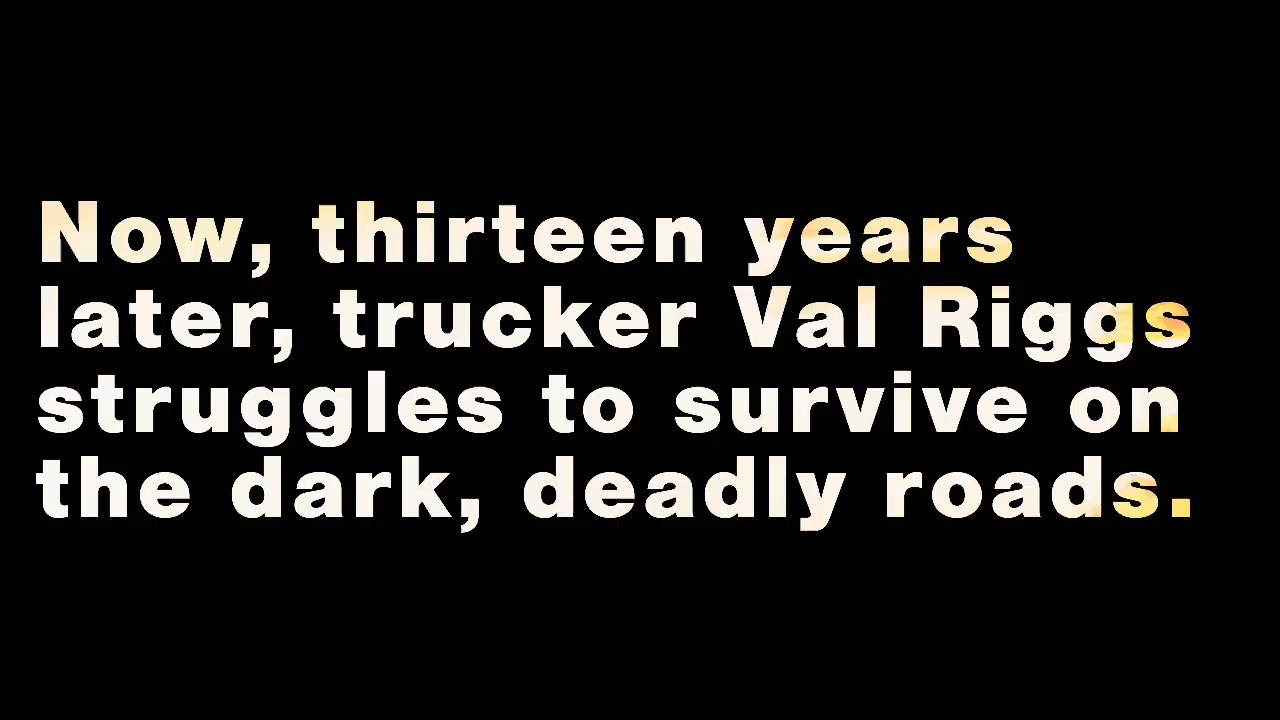 Now, thirteen years
later, trucker Val Riggs
struggles to survive on
the dark, deadly roads.